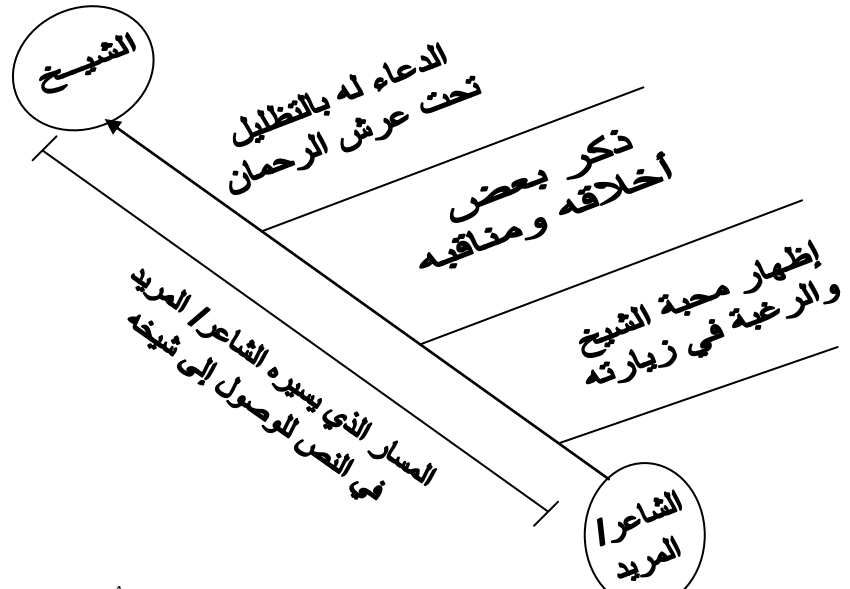 الشيـــخ
الدعاء له بالتظليل
تحت عرش الرحمان
ذكر بعض
أخلاقه ومناقبه
إظهار محبة الشيخ
والرغبة في زيارته
المسار الذي يسيره الشاعر/ المريد
في النص للوصول إلى شيخه
الشاعر/
المريد